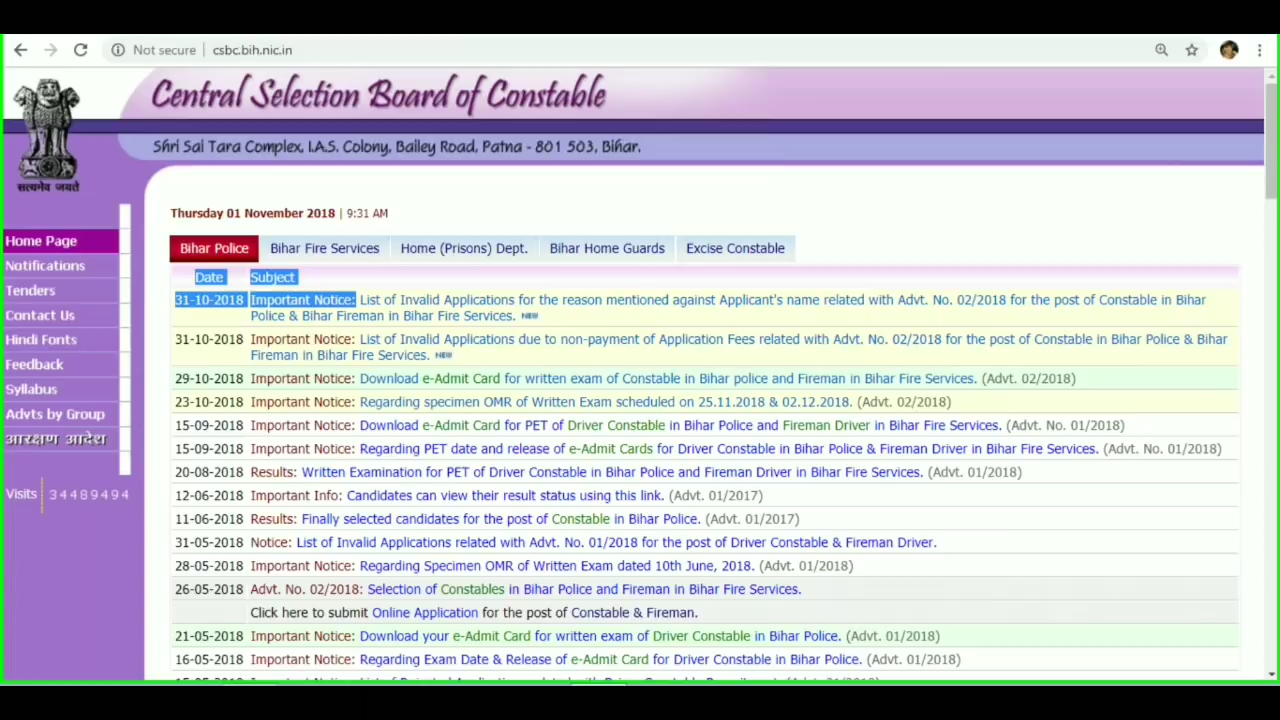 Not secure | csbc.bih.nic.in
Central Selection Board of Constable
Shri Sai Tara Complex, I.A.S. Colony, Bailey Road, Patna - 801 503, Bihar.
सत्यमेव जयते
Home Page
Notifications
Tenders
Contact Us
Hindi Fonts
Feedback
Syllabus
Advts by Group
आरक्षण आदेश
Visits 34489494
Thursday 01 November 2018 | 9:31 AM
Bihar Police Bihar Fire Services Home (Prisons) Dept. Bihar Home Guards Excise Constable
Date Subject
31-10-2018 Important Notice: List of Invalid Applications for the reason mentioned against Applicant's name related with Advt. No. 02/2018 for the post of Constable in Bihar
Police & Bihar Fireman in Bihar Fire Services. NEW
31-10-2018 Important Notice: List of Invalid Applications due to non-payment of Application Fees related with Advt. No. 02/2018 for the post of Constable in Bihar Police & Bihar
Fireman in Bihar Fire Services. NEW
29-10-2018 Important Notice: Download e-Admit Card for written exam of Constable in Bihar police and Fireman in Bihar Fire Services. (Advt. 02/2018)
23-10-2018 Important Notice: Regarding specimen OMR of Written Exam scheduled on 25.11.2018 & 02.12.2018. (Advt. 02/2018)
15-09-2018 Important Notice: Download e-Admit Card for PET of Driver Constable in Bihar Police and Fireman Driver in Bihar Fire Services. (Advt. No. 01/2018)
15-09-2018 Important Notice: Regarding PET date and release of e-Admit Cards for Driver Constable in Bihar Police & Fireman Driver in Bihar Fire Services. (Advt. No. 01/2018)
20-08-2018 Results: Written Examination for PET of Driver Constable in Bihar Police and Fireman Driver in Bihar Fire Services. (Advt. 01/2018)
12-06-2018 Important Info: Candidates can view their result status using this link. (Advt. 01/2017)
11-06-2018 Results: Finally selected candidates for the post of Constable in Bihar Police. (Advt. 01/2017)
31-05-2018 Notice: List of Invalid Applications related with Advt. No. 01/2018 for the post of Driver Constable & Fireman Driver.
28-05-2018 Important Notice: Regarding Specimen OMR of Written Exam dated 10th June, 2018. (Advt. 01/2018)
26-05-2018 Advt. No. 02/2018: Selection of Constables in Bihar Police and Fireman in Bihar Fire Services.
Click here to submit Online Application for the post of Constable & Fireman.
21-05-2018 Important Notice: Download your e-Admit Card for written exam of Driver Constable in Bihar Police. (Advt. 01/2018)
16-05-2018 Important Notice: Regarding Exam Date & Release of e-Admit Card for Driver Constable in Bihar Police. (Advt. 01/2018)